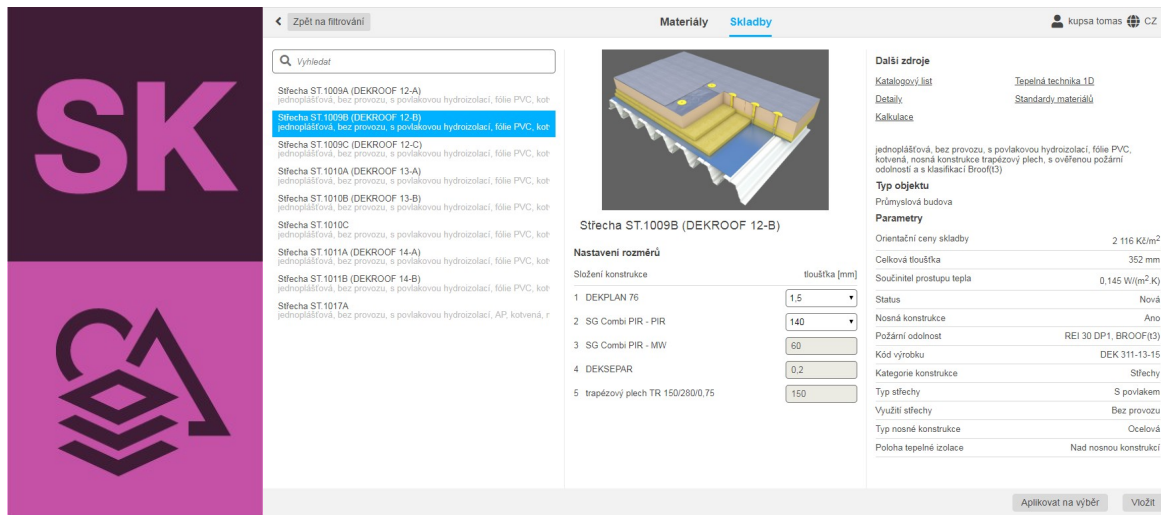 SK
Zpět na filtrování
Materiály
Skladby
kupsa tomas
CZ
Vyhledat
Střecha ST.1009A (DEKROOF 12-A)
jednoplášťová, bez provozu, s povlakovou hydroizolací, fólie PVC, kot
Střecha ST.1009B (DEKROOF 12-B)
jednoplášťová, bez provozu, s povlakovou hydroizolací, fólie PVC, kot
Střecha ST.1009C (DEKROOF 12-C)
jednoplášťová, bez provozu, s povlakovou hydroizolací, fólie PVC, kot
Střecha ST.1010A (DEKROOF 13-A)
jednoplášťová, bez provozu, s povlakovou hydroizolací, fólie PVC, kot
Střecha ST.1010B (DEKROOF 13-B)
jednoplášťová, bez provozu, s povlakovou hydroizolací, fólie PVC, kot
Střecha ST.1010C
jednoplášťová, bez provozu, s povlakovou hydroizolací, fólie PVC, kot
Střecha ST.1011A (DEKROOF 14-A)
jednoplášťová, bez provozu, s povlakovou hydroizolací, fólie PVC, kot
Střecha ST.1011B (DEKROOF 14-B)
jednoplášťová, bez provozu, s povlakovou hydroizolací, fólie PVC, kot
Střecha ST.1017A
jednoplášťová, bez provozu, s povlakovou hydroizolací, AP, kotvená, r
Střecha ST.1009B (DEKROOF 12-B)
Nastavení rozměrů
Složení konstrukce tloušťka [mm]
1 DEKPLAN 76 1,5
2 SG Combi PIR - PIR 140
3 SG Combi PIR - MW 60
4 DEKSEPAR 0,2
5 trapézový plech TR 150/280/0,75 150
Další zdroje
Katalogový list Tepelná technika 1D
Detaily Standardy materiálů
Kalkulace
jednoplášťová, bez provozu, s povlakovou hydroizolací, fólie PVC,
kotvená, nosná konstrukce trapézový plech, s ověřenou požární
odolností a s klasifikací Broof(t3)
Typ objektu
Průmyslová budova
Parametry
Orientační ceny skladby 2 116 Kč/m²
Celková tloušťka 352 mm
Součinitel prostupu tepla 0,145 W/(m².K)
Status Nová
Nosná konstrukce Ano
Požární odolnost REI 30 DP1, BROOF(t3)
Kód výrobku DEK 311-13-15
Kategorie konstrukce Střechy
Typ střechy S povlakem
Využití střechy Bez provozu
Typ nosné konstrukce Ocelová
Poloha tepelné izolace Nad nosnou konstrukcí
Aplikovat na výběr
Vložit